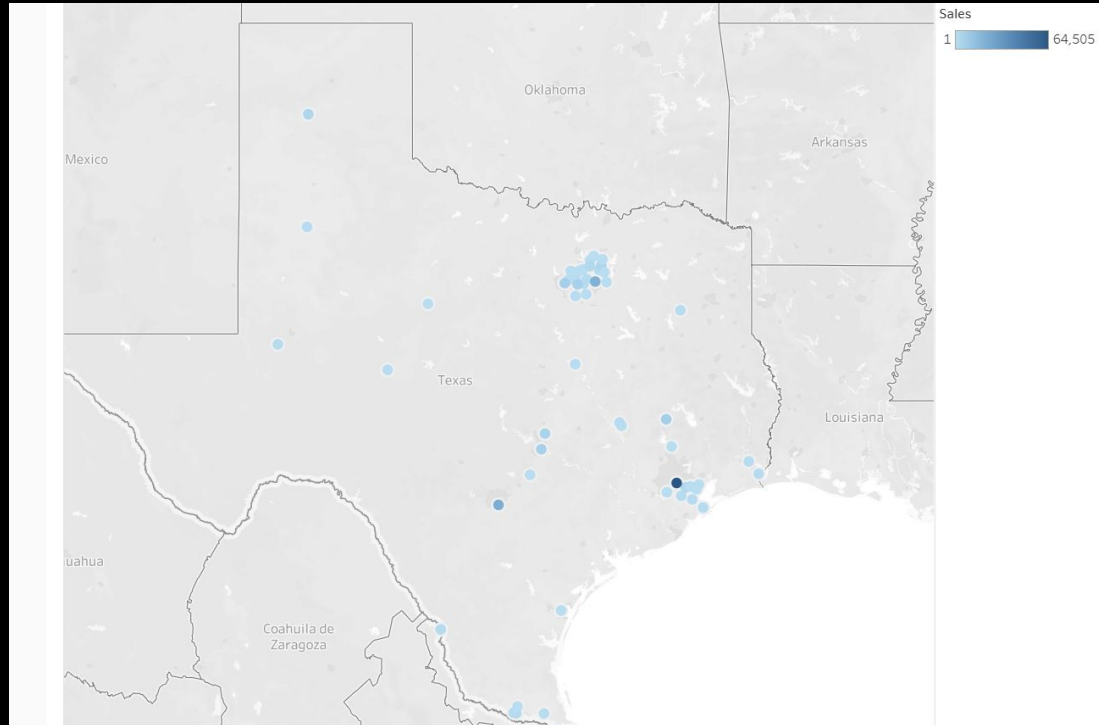 Sales
1
64,505
Oklahoma
Arkansas
Mexico
Texas
Louisiana
uahua
Coahuila de
Zaragoza